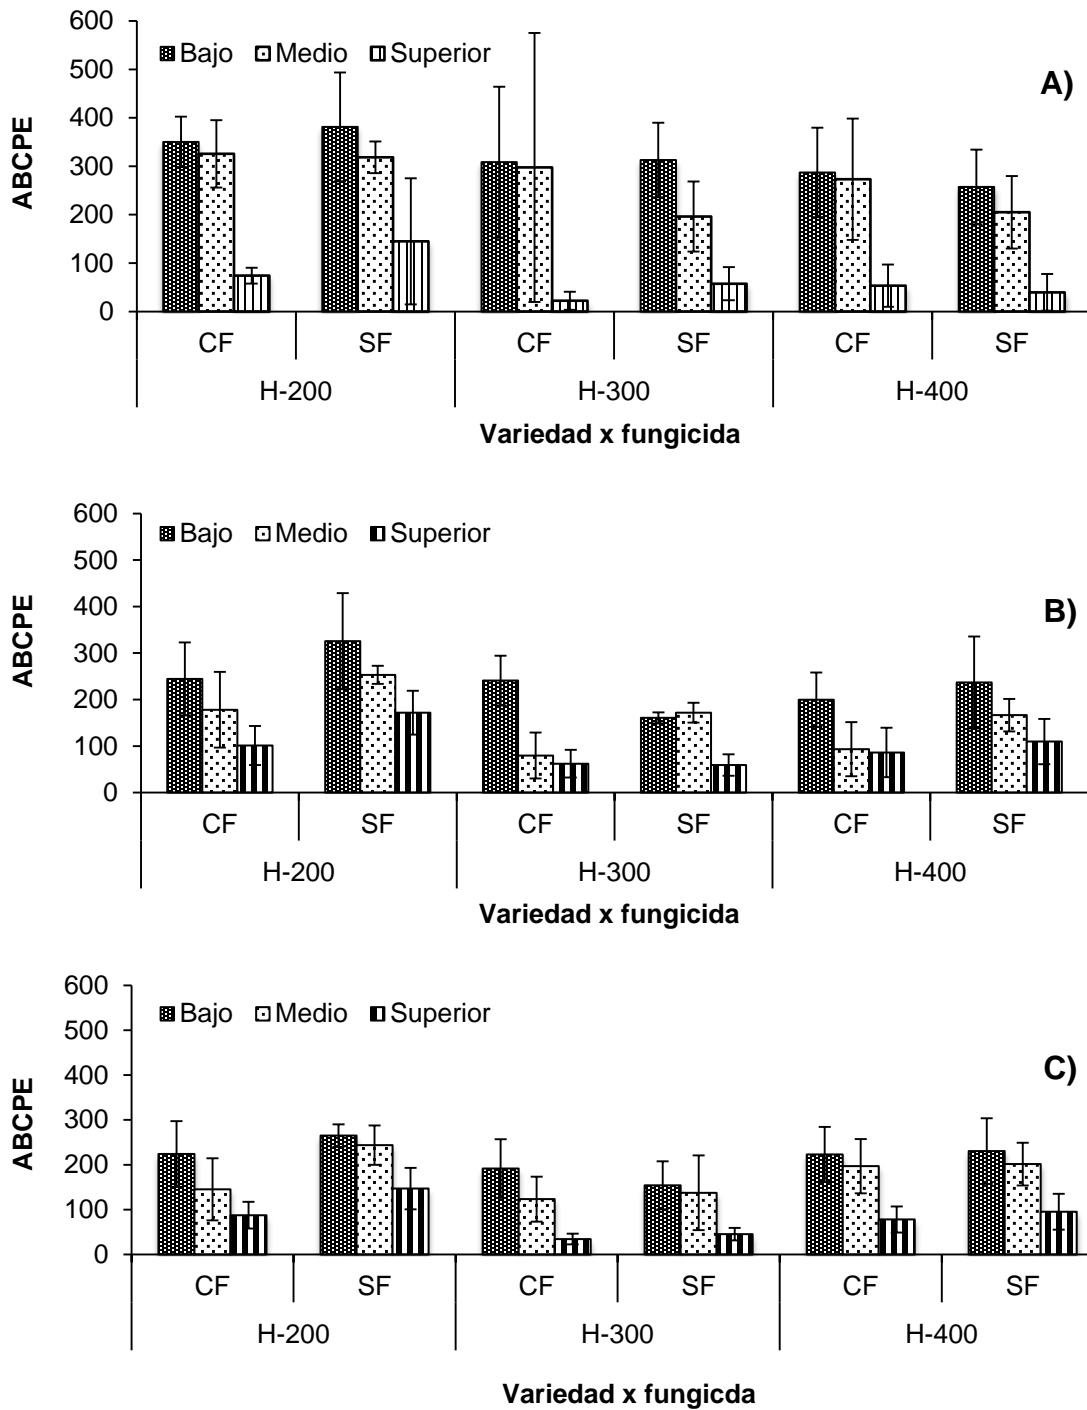 600
500
400
300
200
100
0
ABCPE
Bajo Medio Superior
A)
CF SF CF SF CF SF
H-200 H-300 H-400
Variedad x fungicida
600
500
400
300
200
100
0
ABCPE
Bajo Medio Superior
B)
CF SF CF SF CF SF
H-200 H-300 H-400
Variedad x fungicida
600
500
400
300
200
100
0
ABCPE
Bajo Medio Superior
C)
CF SF CF SF CF SF
H-200 H-300 H-400
Variedad x fungicda